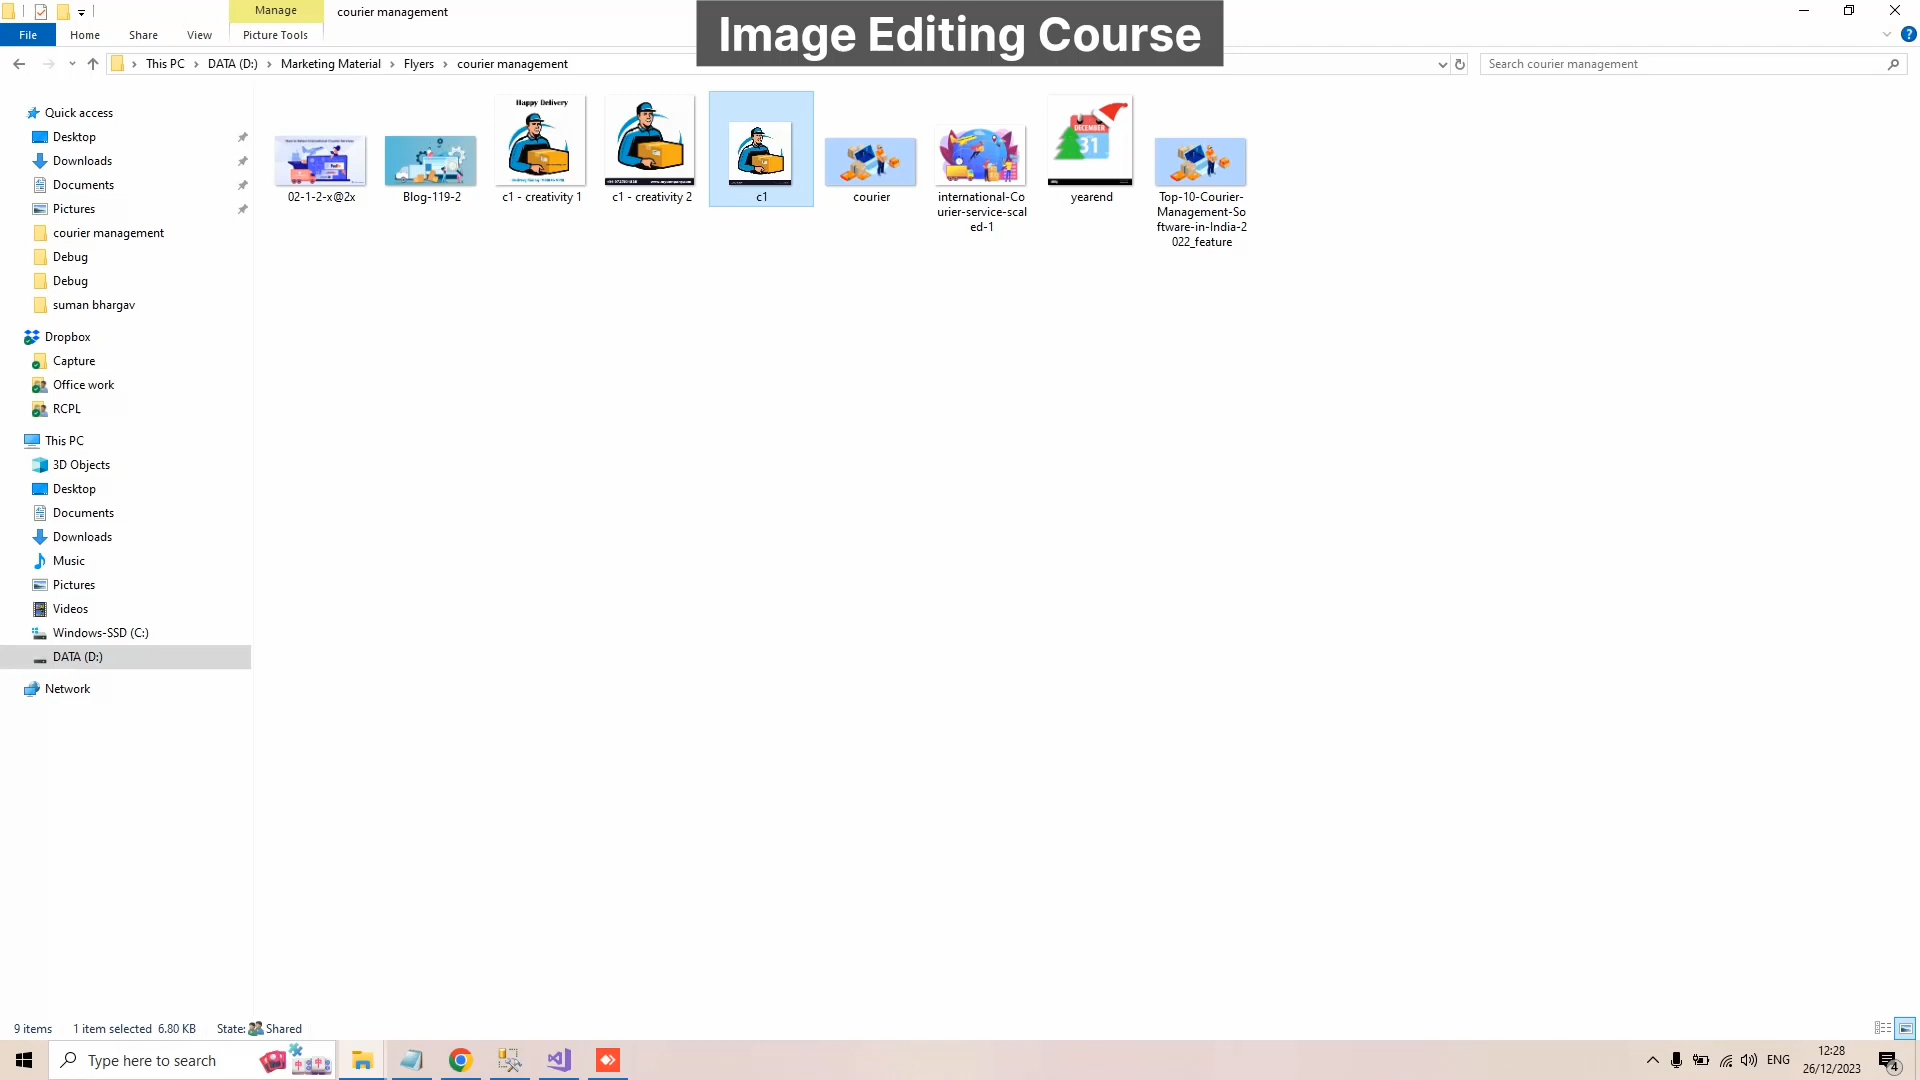 Manage
courier management
Image Editing Course
File
Home
Share
View
Picture Tools
This PC
DATA (D:)
Marketing Material
Flyers
courier management
Search courier management
Quick access
Desktop
Downloads
Documents
Pictures
courier management
Debug
Debug
suman bhargav
Dropbox
Capture
Office work
RCPL
This PC
3D Objects
Desktop
Documents
Downloads
Music
Pictures
Videos
Windows-SSD (C:)
DATA (D:)
Network
Happy Delivery
DECEMBER
31
02-1-2-x@2x
Blog-119-2
c1 - creativity 1
c1 - creativity 2
c1
courier
international-Co
urier-service-scal
ed-1
yearend
Top-10-Courier-
Management-So
ftware-in-India-2
022_feature
9 items
1 item selected 6.80 KB
State: Shared
Type here to search
ENG
12:28
26/12/2023
4